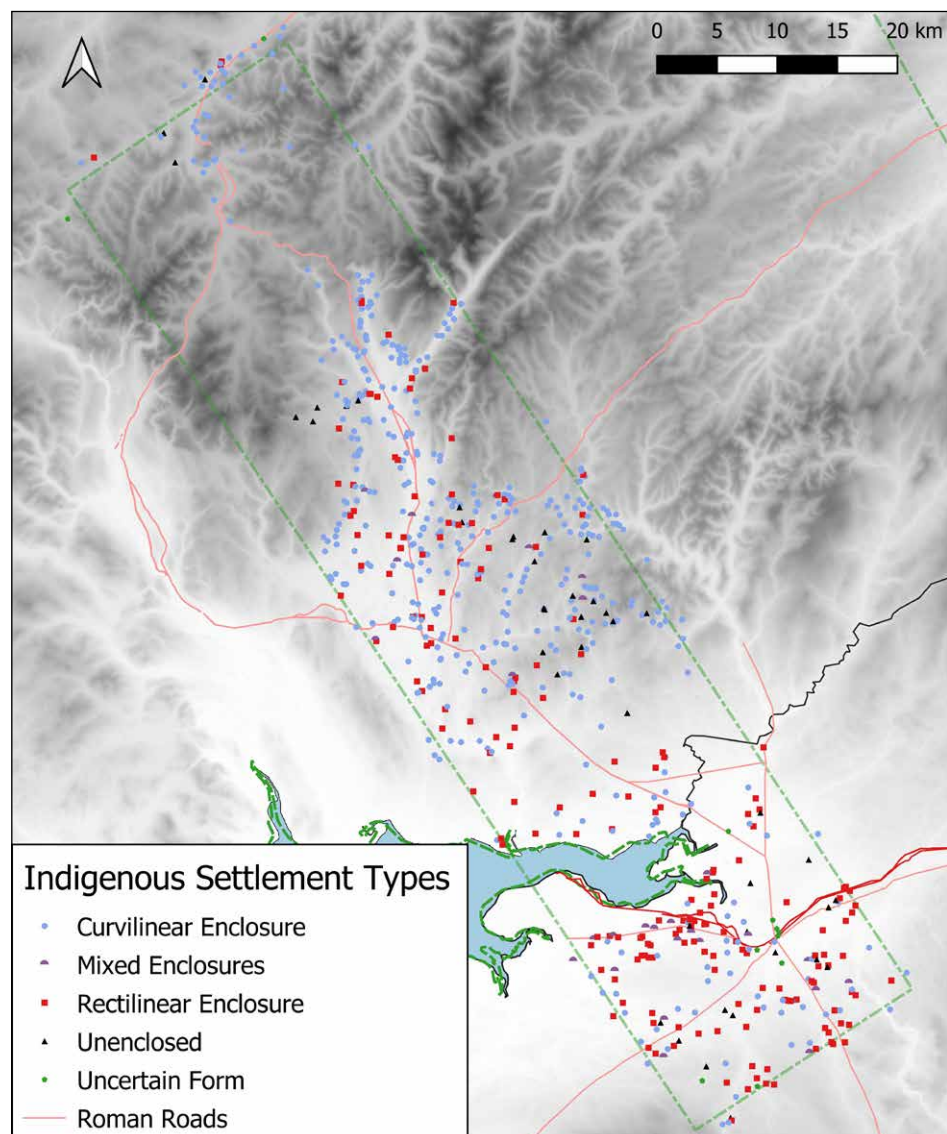 0 5 10 15 20 km
Indigenous Settlement Types
Curvilinear Enclosure
Mixed Enclosures
Rectilinear Enclosure
Unenclosed
Uncertain Form
Roman Roads